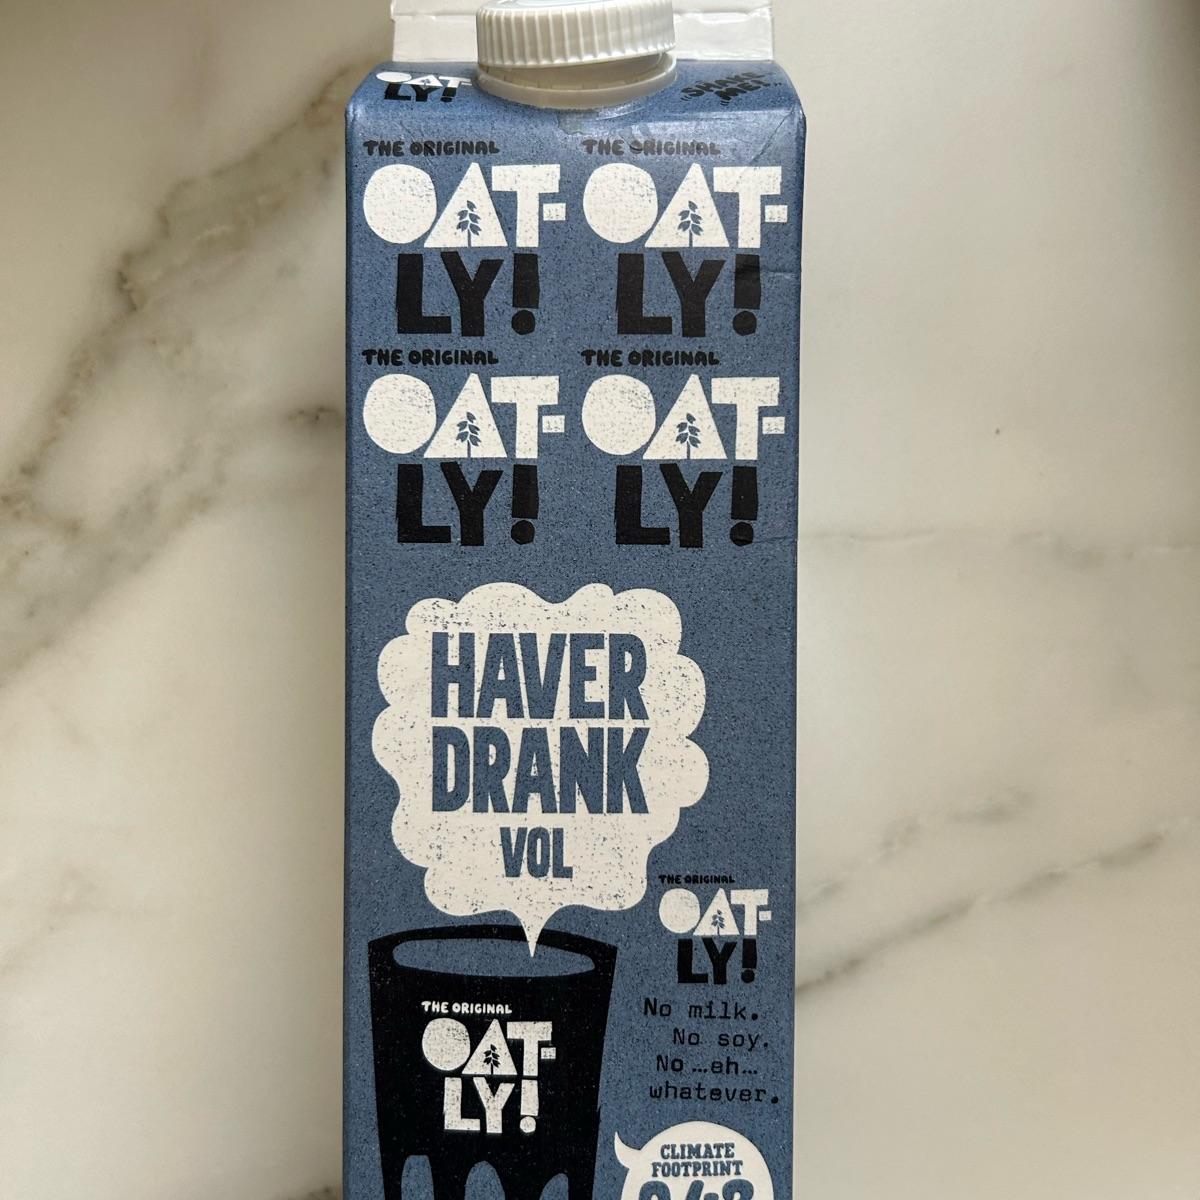 OAT-
LY!
"SHAKE
ME!"
THE ORIGINAL
OAT-
LY!
THE ORIGINAL
OAT-
LY!
THE ORIGINAL
OAT-
LY!
THE ORIGINAL
OAT-
LY!
HAVER
DRANK
VOL
THE ORIGINAL
OAT-
LY!
No milk.
No soy.
No ...eh...
whatever.
THE ORIGINAL
OAT-
LY!
CLIMATE
FOOTPRINT